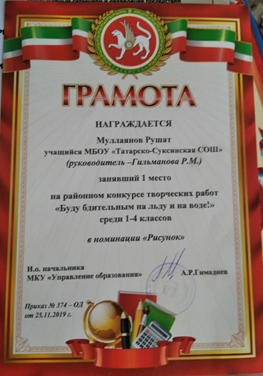 ГРАМОТА
НАГРАЖДАЕТСЯ
Муллаянов Рушат
учащийся МБОУ «Татарско-Суксинская СОШ»
(руководитель –Гильманова Р.М.)
занявший 1 место
на районном конкурсе творческих работ
«Буду бдительным на льду и на воде!»
среди 1-4 классов
в номинации «Рисунок»
И.о. начальника
МКУ «Управление образования»
А.Р.Гимадиев
Приказ № 374 – ОД
от 25.11.2019 г.